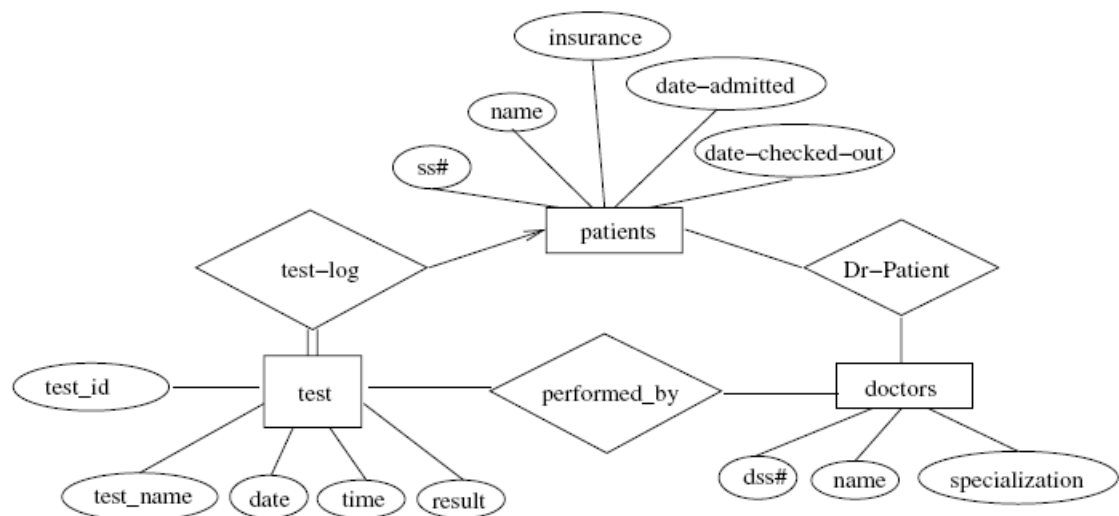 insurance
date-admitted
name
date-checked-out
ss#
patients
test-log
Dr-Patient
test_id
test
performed_by
doctors
test_name
date
time
result
dss#
name
specialization